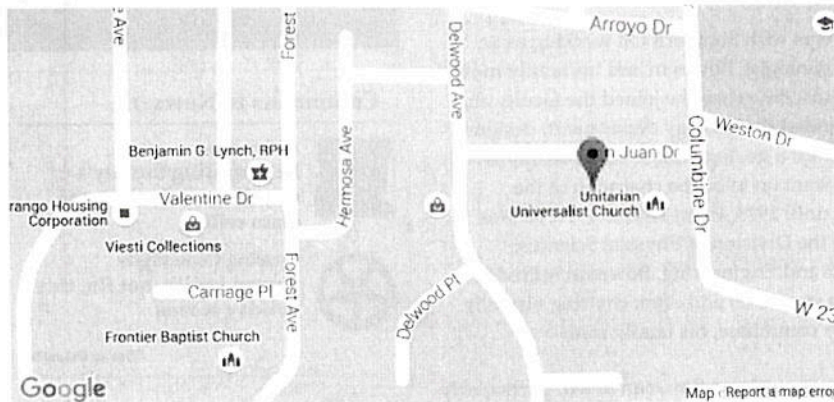 e Ave
Forest
Arroyo Dr
Delwood Ave
Weston Dr
Benjamin G. Lynch, RPH
n Juan Dr
Columbine Dr
Hermosa Ave
Valentine Dr
rango Housing
Corporation
Unitarian
Universalist Church
Viesti Collections
Forest Ave
Carriage Pl
Delwood Pl
W 23
Frontier Baptist Church
Google
Map
Report a map error